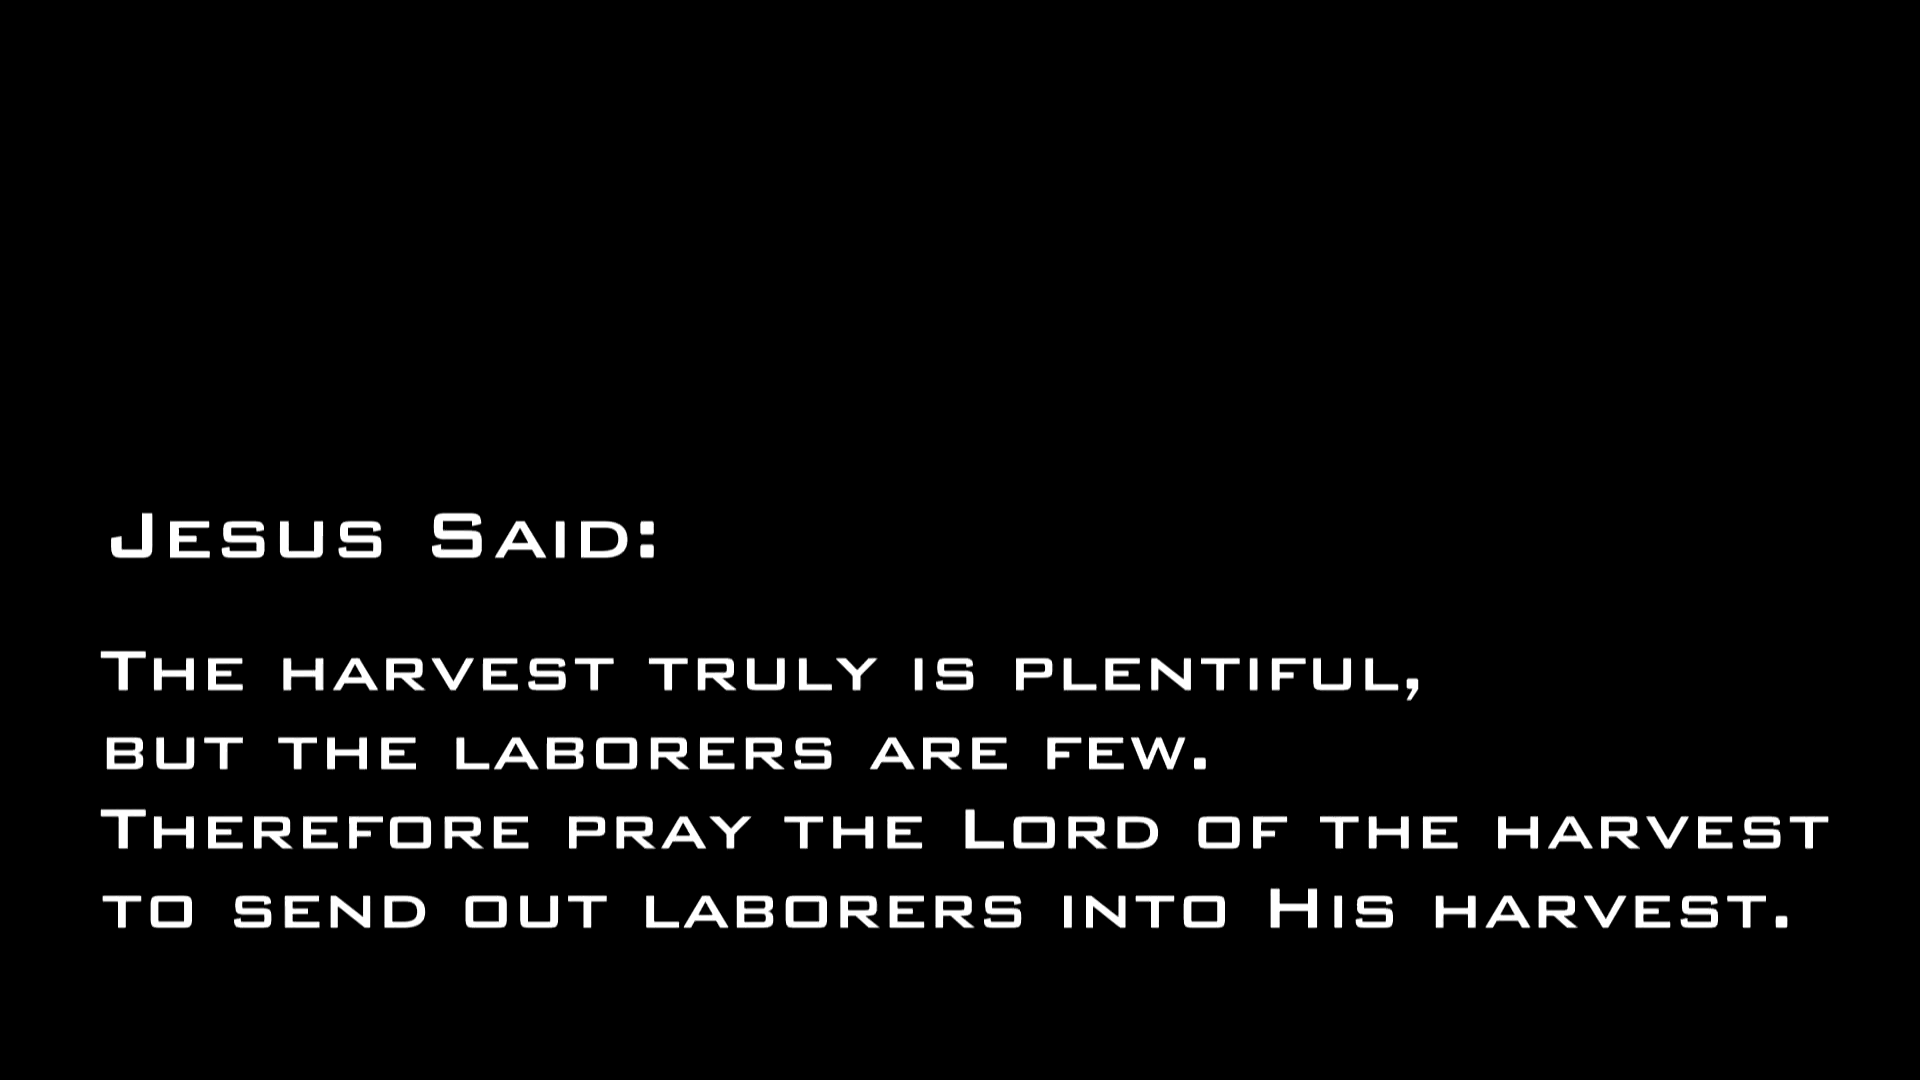 Jesus Said:
The harvest truly is plentiful,
but the laborers are few.
Therefore pray the Lord of the harvest
to send out laborers into His harvest.